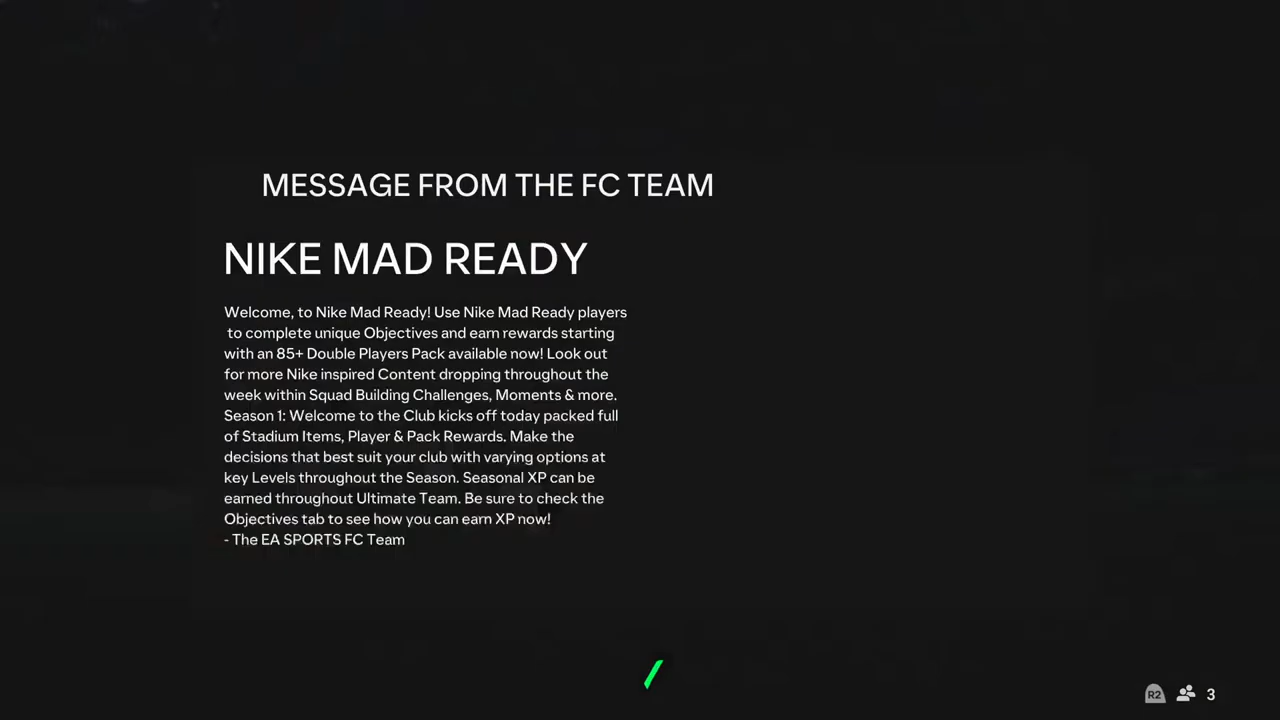 MESSAGE FROM THE FC TEAM
NIKE MAD READY
Welcome, to Nike Mad Ready! Use Nike Mad Ready players
to complete unique Objectives and earn rewards starting
with an 85+ Double Players Pack available now! Look out
for more Nike inspired Content dropping throughout the
week within Squad Building Challenges, Moments & more.
Season 1: Welcome to the Club kicks off today packed full
of Stadium Items, Player & Pack Rewards. Make the
decisions that best suit your club with varying options at
key Levels throughout the Season. Seasonal XP can be
earned throughout Ultimate Team. Be sure to check the
Objectives tab to see how you can earn XP now!
- The EA SPORTS FC Team
R2 3